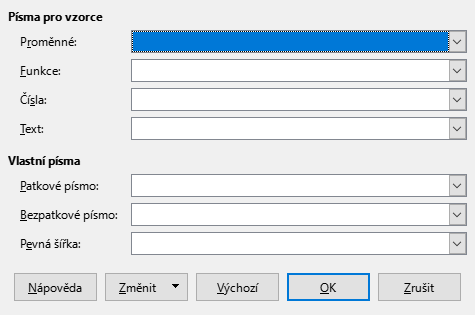 Písma pro vzorce
Proměnné:
Funkce:
Čísla:
Text:
Vlastní písma
Patkové písmo:
Bezpatkové písmo:
Pevná šířka:
Nápověda Změnit Výchozí OK Zrušit